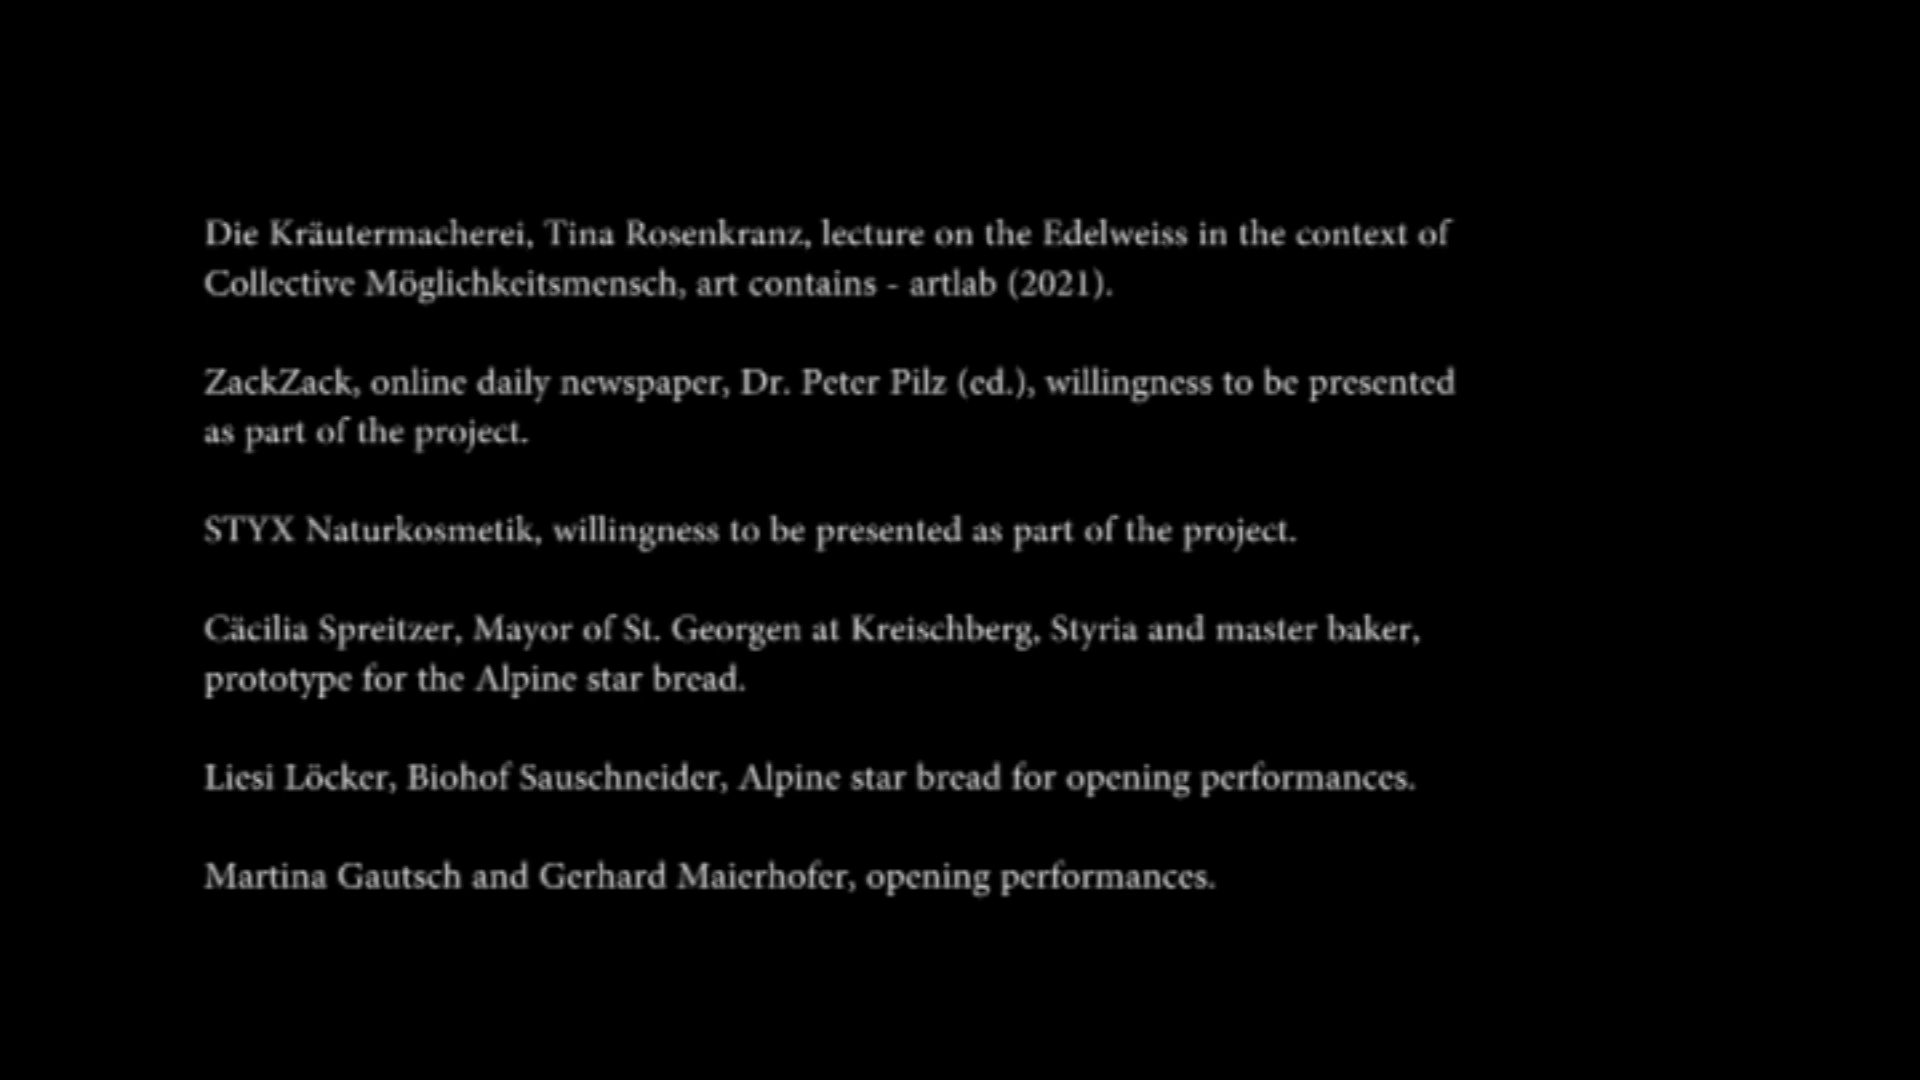 Die Kräutermacherei, Tina Rosenkranz, lecture on the Edelweiss in the context of
Collective Möglichkeitsmensch, art contains - artlab (2021).
ZackZack, online daily newspaper, Dr. Peter Pilz (ed.), willingness to be presented
as part of the project.
STYX Naturkosmetik, willingness to be presented as part of the project.
Cäcilia Spreitzer, Mayor of St. Georgen at Kreischberg, Styria and master baker,
prototype for the Alpine star bread.
Liesi Löcker, Biohof Sauschneider, Alpine star bread for opening performances.
Martina Gautsch and Gerhard Maierhofer, opening performances.